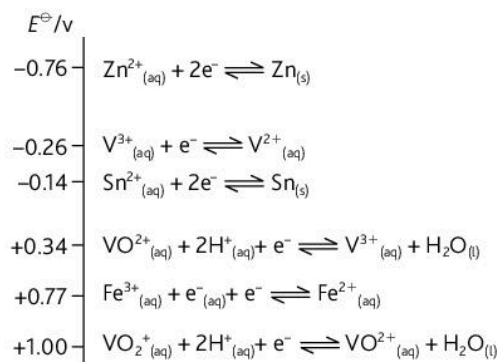 E⊖/v
−0.76 Zn²⁺(aq) + 2e⁻ ⇌ Zn(s)
−0.26 V³⁺(aq) + e⁻ ⇌ V²⁺(aq)
−0.14 Sn²⁺(aq) + 2e⁻ ⇌ Sn(s)
+0.34 VO²⁺(aq) + 2H⁺(aq)+ e⁻ ⇌ V³⁺(aq) + H₂O(l)
+0.77 Fe³⁺(aq) + e⁻(aq)+ e⁻ ⇌ Fe²⁺(aq)
+1.00 VO₂⁺(aq) + 2H⁺(aq) + e⁻ ⇌ VO²⁺(aq) + H₂O(l)